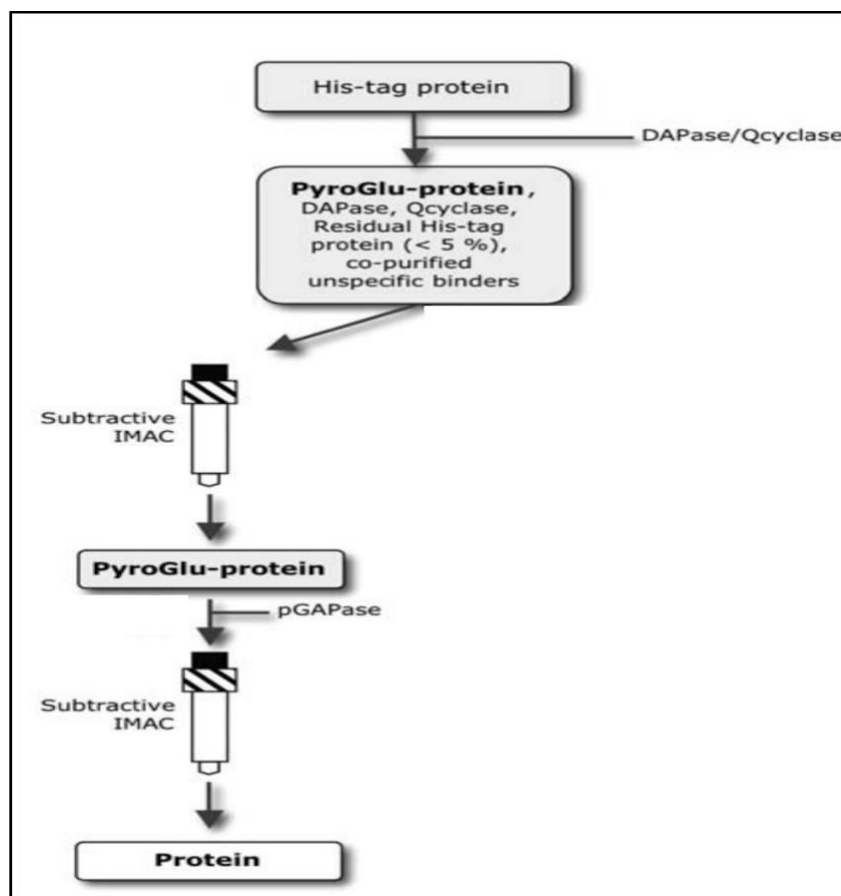 His-tag protein
DAPase/Qcyclase
PyroGlu-protein,
DAPase, Qcyclase,
Residual His-tag
protein (< 5 %),
co-purified
unspecific binders
Subtractive
IMAC
PyroGlu-protein
pGAPase
Subtractive
IMAC
Protein